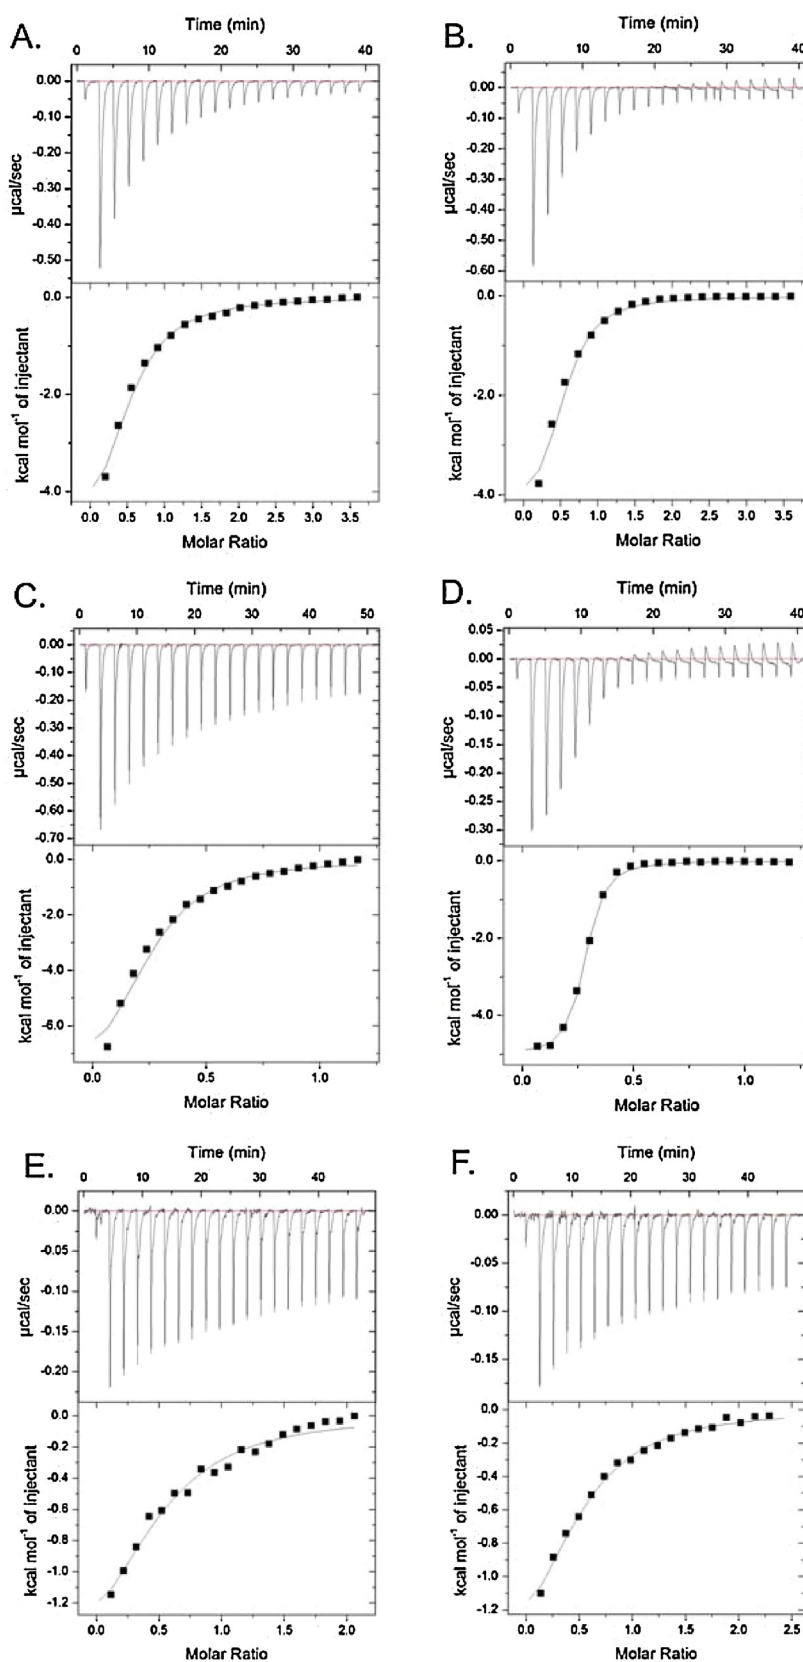 A.
Time (min)
0 10 20 30 40
0.00
-0.10
-0.20
-0.30
-0.40
-0.50
µcal/sec
0.0
-2.0
-4.0
kcal mol-1 of injectant
0.0 0.5 1.0 1.5 2.0 2.5 3.0 3.5
Molar Ratio
B.
Time (min)
0 10 20 30 40
0.00
-0.10
-0.20
-0.30
-0.40
-0.50
-0.60
µcal/sec
0.0
-2.0
-4.0
kcal mol-1 of injectant
0.0 0.5 1.0 1.5 2.0 2.5 3.0 3.5
Molar Ratio
C.
Time (min)
0 10 20 30 40 50
0.00
-0.10
-0.20
-0.30
-0.40
-0.50
-0.60
-0.70
µcal/sec
0.0
-2.0
-4.0
-6.0
kcal mol-1 of injectant
0.0 0.5 1.0
Molar Ratio
D.
Time (min)
0 10 20 30 40
0.05
0.00
-0.05
-0.10
-0.15
-0.20
-0.25
-0.30
µcal/sec
0.0
-2.0
-4.0
kcal mol-1 of injectant
0.0 0.5 1.0
Molar Ratio
E.
Time (min)
0 10 20 30 40
0.00
-0.05
-0.10
-0.15
-0.20
µcal/sec
0.0
-0.2
-0.4
-0.6
-0.8
-1.0
-1.2
kcal mol-1 of injectant
0.0 0.5 1.0 1.5 2.0
Molar Ratio
F.
Time (min)
0 10 20 30 40
0.00
-0.05
-0.10
-0.15
µcal/sec
0.0
-0.2
-0.4
-0.6
-0.8
-1.0
-1.2
kcal mol-1 of injectant
0.0 0.5 1.0 1.5 2.0 2.5
Molar Ratio